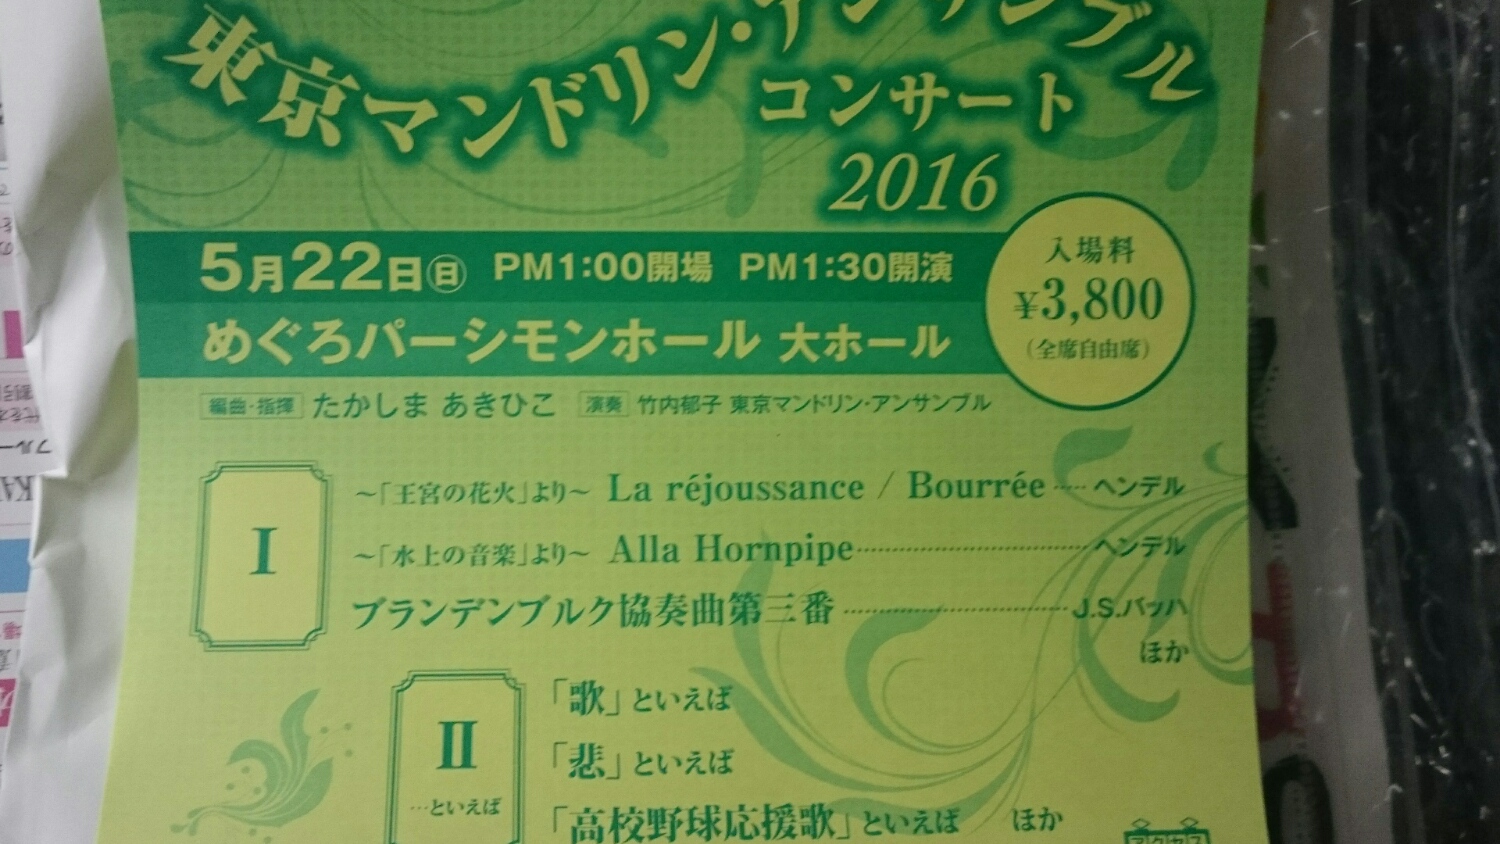 東京マンドリン・アンサンブル
コンサート
2016
5月22日㊐ PM1:00開場 PM1:30開演
めぐろパーシモンホール 大ホール
入場料
¥3,800
(全席自由席)
編曲・指揮 たかしま あきひこ 演奏 竹内郁子 東京マンドリン・アンサンブル
I
～「王宮の花火」より～ La réjoussance / Bourrée ····· ヘンデル
～「水上の音楽」より～ Alla Hornpipe ····· ヘンデル
ブランデンブルク協奏曲第三番 ····· J.S.バッハ
ほか
II
…といえば
「歌」といえば
「悲」といえば
「高校野球応援歌」といえば ほか
アクセス